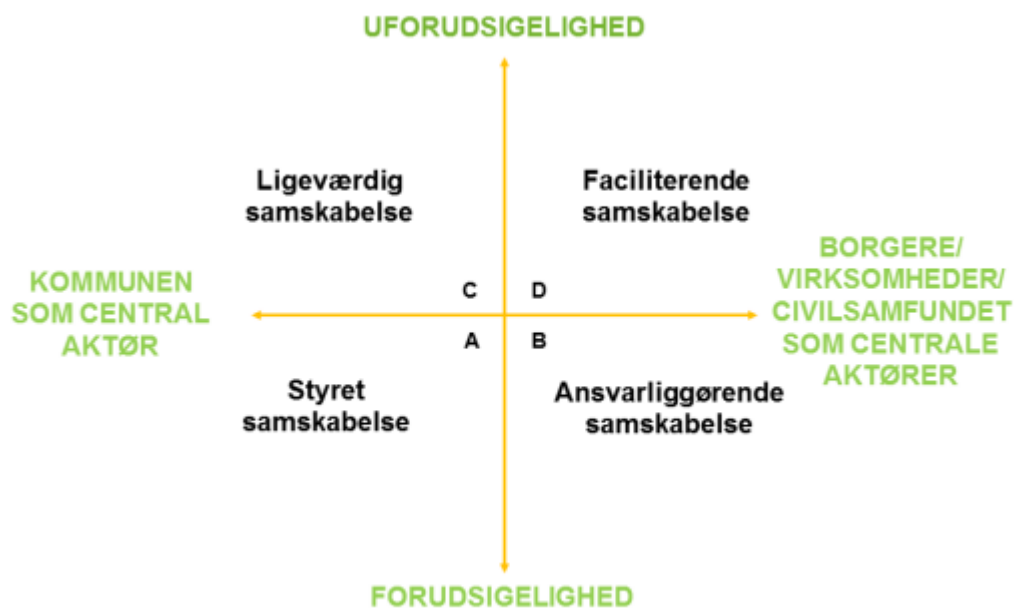 UFORUDSIGELIGHED
Ligeværdig
samskabelse
Faciliterende
samskabelse
KOMMUNEN
SOM CENTRAL
AKTØR
C
D
A
B
BORGERE/
VIRKSOMHEDER/
CIVILSAMFUNDET
SOM CENTRALE
AKTØRER
Styret
samskabelse
Ansvarliggørende
samskabelse
FORUDSIGELIGHED